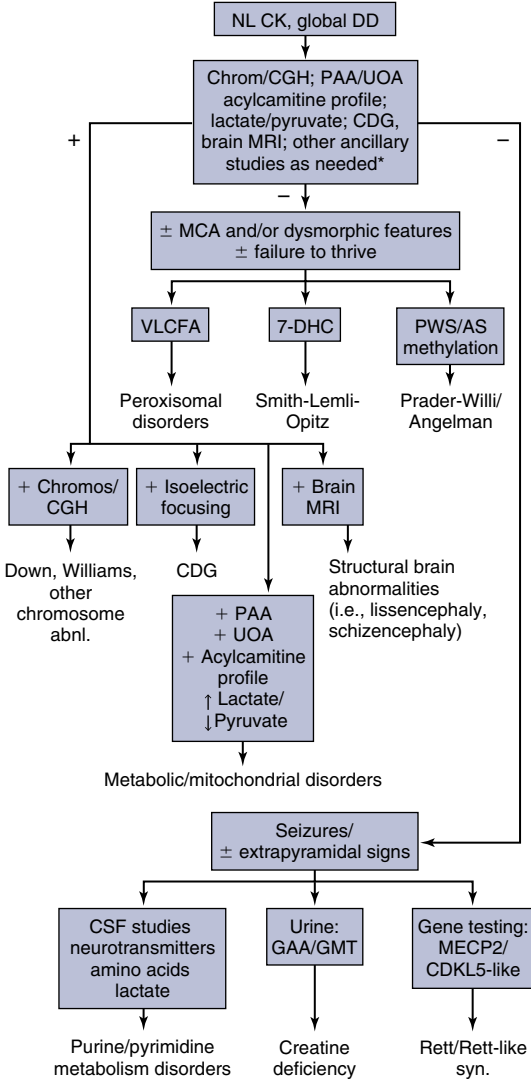 NL CK, global DD
Chrom/CGH; PAA/UOA
acylcamitine profile;
lactate/pyruvate; CDG,
brain MRI; other ancillary
studies as needed*
+
−
−
± MCA and/or dysmorphic features
± failure to thrive
VLCFA
7-DHC
PWS/AS
methylation
Peroxisomal
disorders
Smith-Lemli-
Opitz
Prader-Willi/
Angelman
+ Chromos/
CGH
+ Isoelectric
focusing
+ Brain
MRI
Down, Williams,
other
chromosome
abnl.
CDG
Structural brain
abnormalities
(i.e., lissencephaly,
schizencephaly)
+ PAA
+ UOA
+ Acylcamitine
profile
↑ Lactate/
↓ Pyruvate
Metabolic/mitochondrial disorders
Seizures/
± extrapyramidal signs
CSF studies
neurotransmitters
amino acids
lactate
Urine:
GAA/GMT
Gene testing:
MECP2/
CDKL5-like
Purine/pyrimidine
metabolism disorders
Creatine
deficiency
Rett/Rett-like
syn.